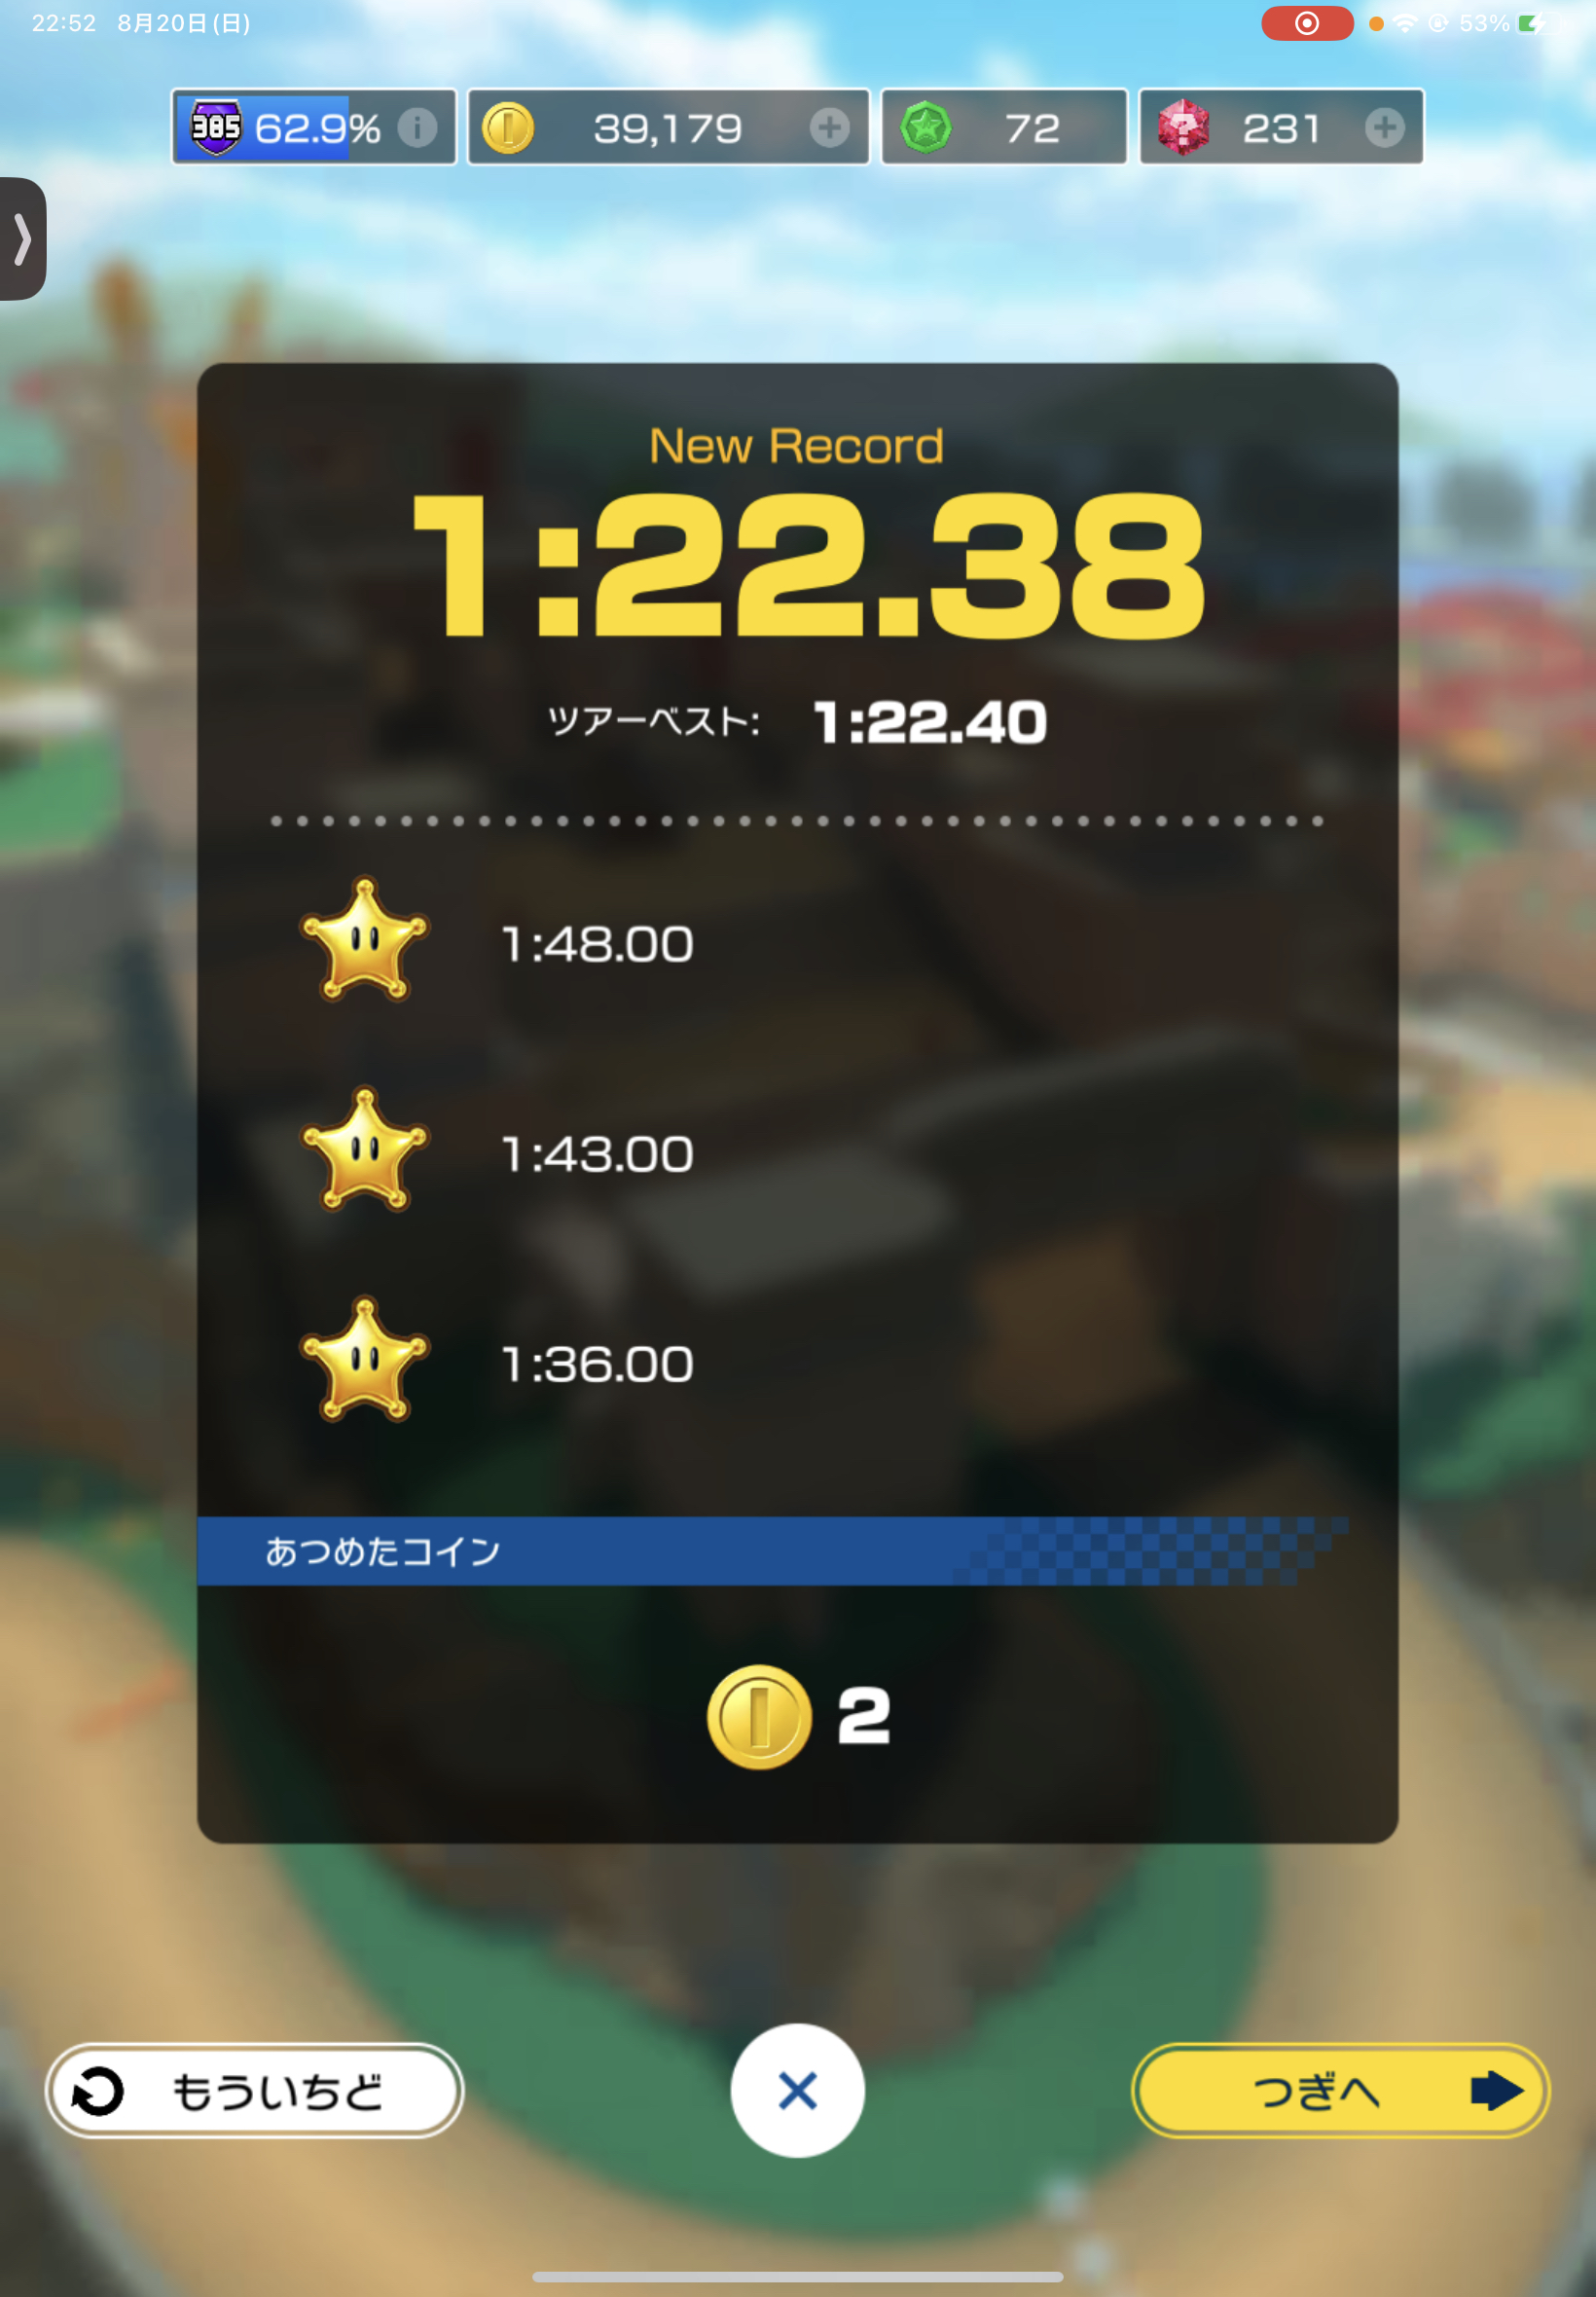 22:52 8月20日(日) 53%
385 62.9% i 39,179 + 72 ? 231 +
New Record
1:22.38
ツアーベスト: 1:22.40
1:48.00
1:43.00
1:36.00
あつめたコイン
2
もういちど × つぎへ